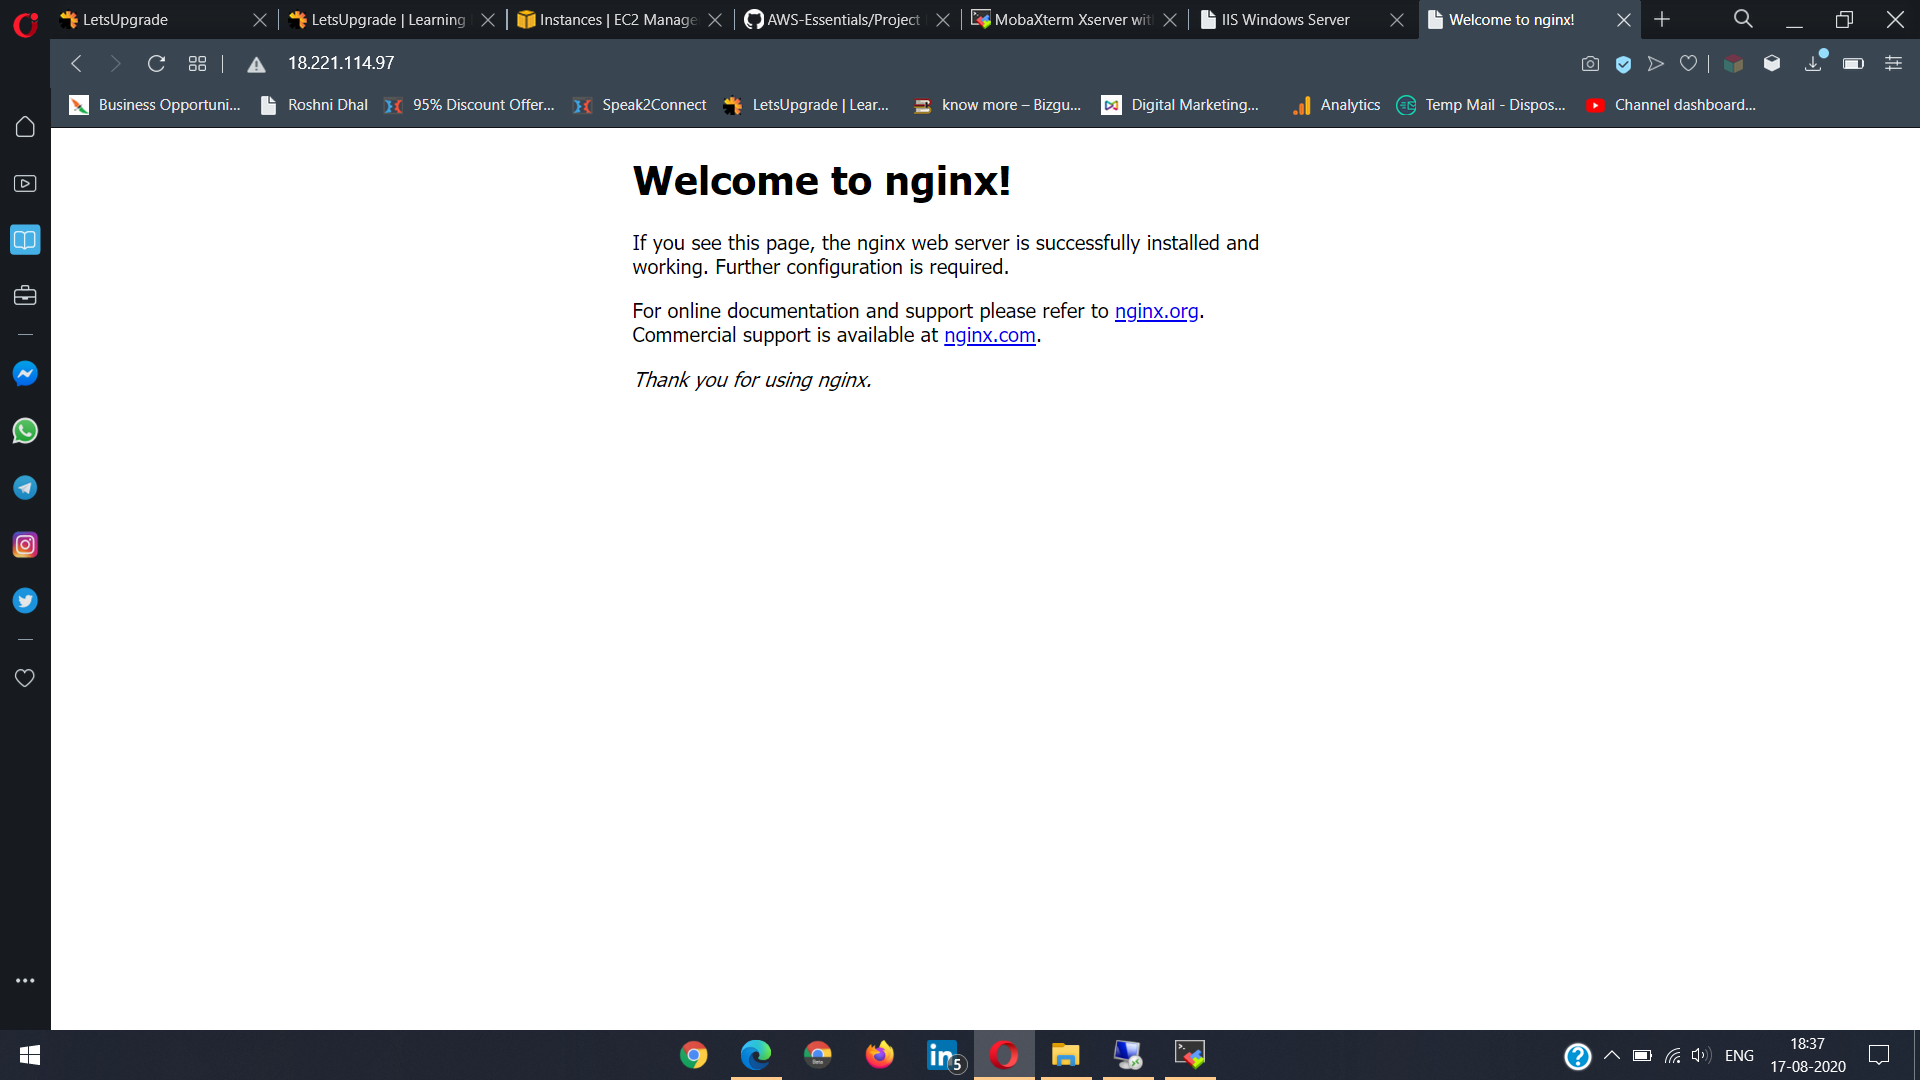 LetsUpgrade
LetsUpgrade | Learning
Instances | EC2 Manage
AWS-Essentials/Project
MobaXterm Xserver wit
IIS Windows Server
Welcome to nginx!
18.221.114.97
Business Opportuni...
Roshni Dhal
95% Discount Offer...
Speak2Connect
LetsUpgrade | Lear...
know more – Bizgu...
Digital Marketing...
Analytics
Temp Mail - Dispos...
Channel dashboard...
Welcome to nginx!
If you see this page, the nginx web server is successfully installed and
working. Further configuration is required.
For online documentation and support please refer to nginx.org.
Commercial support is available at nginx.com.
Thank you for using nginx.
5
ENG
18:37
17-08-2020